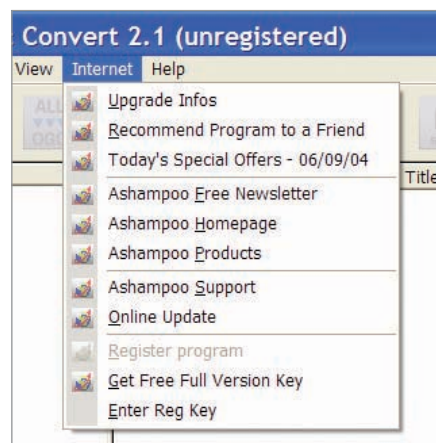 Convert 2.1 (unregistered)
View Internet Help
ALL
OGG
Upgrade Infos
Recommend Program to a Friend
Today's Special Offers - 06/09/04
Title
Ashampoo Free Newsletter
Ashampoo Homepage
Ashampoo Products
Ashampoo Support
Online Update
Register program
Get Free Full Version Key
Enter Reg Key